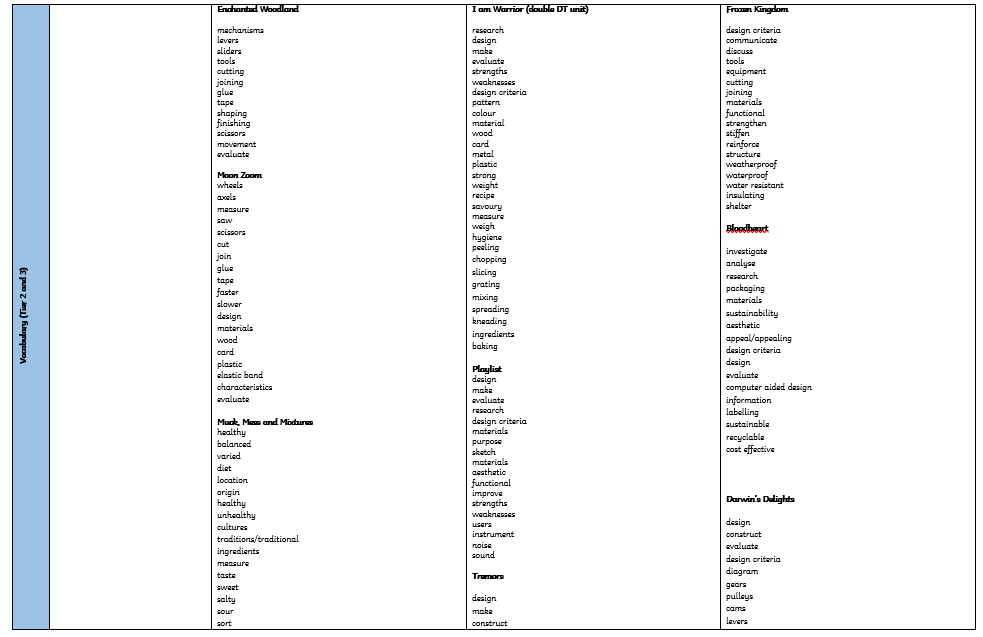 Vocabulary (Tier 2 and 3)
Enchanted Woodland
mechanisms
levers
sliders
tools
cutting
joining
glue
tape
shaping
finishing
scissors
movement
evaluate
Moon Zoom
wheels
axels
measure
saw
scissors
cut
join
glue
tape
faster
slower
design
materials
wood
card
plastic
elastic band
characteristics
evaluate
Muck, Mess and Mixtures
healthy
balanced
varied
diet
location
origin
healthy
unhealthy
cultures
traditions/traditional
ingredients
measure
taste
sweet
salty
sour
sort
I am Warrior (double DT unit)
research
design
make
evaluate
strengths
weaknesses
design criteria
pattern
colour
material
wood
card
metal
plastic
strong
weight
recipe
savoury
measure
weigh
hygiene
peeling
chopping
slicing
grating
mixing
spreading
kneading
ingredients
baking
Playlist
design
make
evaluate
research
design criteria
materials
purpose
sketch
materials
aesthetic
functional
improve
strengths
weaknesses
users
instrument
noise
sound
Tremors
design
make
construct
Frozen Kingdom
design criteria
communicate
discuss
tools
equipment
cutting
joining
materials
functional
strengthen
stiffen
reinforce
structure
weatherproof
waterproof
water resistant
insulating
shelter
Bloodheart
investigate
analyse
research
packaging
materials
sustainability
aesthetic
appeal/appealing
design criteria
design
evaluate
computer aided design
information
labelling
sustainable
recyclable
cost effective
Darwin's Delights
design
construct
evaluate
design criteria
diagram
gears
pulleys
cams
levers